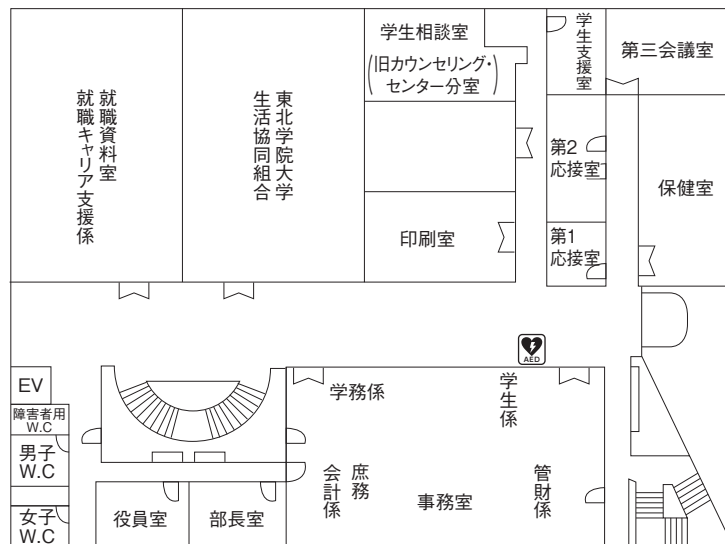 就職資料室
就職キャリア支援係
東北学院大学
生活協同組合
学生相談室
(旧カウンセリング・
センター分室)
印刷室
学生支援室
第三会議室
第2
応接室
第1
応接室
保健室
AED
EV
障害者用
W.C
男子
W.C
女子
W.C
学務係
学生係
庶務
会計係
事務室
管財係
役員室
部長室